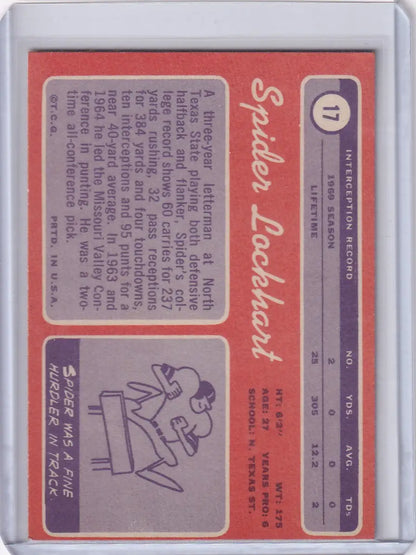 17
INTERCEPTION RECORD
NO. YDS. AVG. TDs.
1969 SEASON 2 0 0 0
LIFETIME 25 305 12.2 2
Spider Lockhart
HT: 6'2" WT: 175
AGE: 27 YEARS PRO: 6
SCHOOL: N. TEXAS ST.
A three-year letterman at North
Texas State playing both defensive
halfback and flanker, Spider's col-
lege record shows 60 carries for 237
yards rushing, 32 pass receptions
for 384 yards and four touchdowns,
ten interceptions and 95 punts for a
near 40-yard average. In 1963 and
1964 he led the Missouri Valley Con-
ference in punting. He was a two-
time all-conference pick.
©T.C.G. PRTD. IN U.S.A.
SPIDER WAS A FINE
HURDLER IN TRACK.